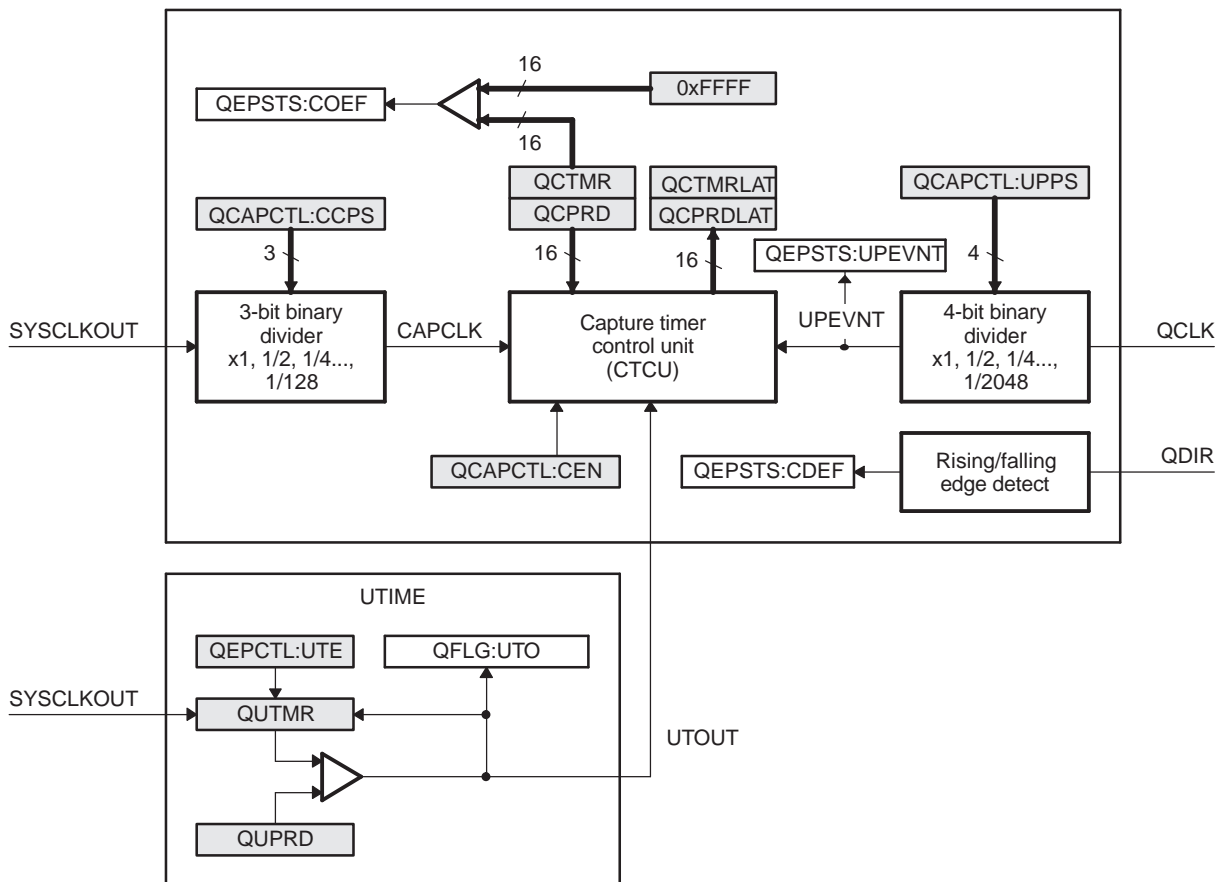 16
0xFFFF
QEPSTS:COEF
16
QCTMR
QCTMRLAT
QCAPCTL:UPPS
QCAPCTL:CCPS
QCPRD
QCPRDLAT
3
16
16
QEPSTS:UPEVNT
4
SYSCLKOUT
3-bit binary
divider
x1, 1/2, 1/4...,
1/128
CAPCLK
Capture timer
control unit
(CTCU)
UPEVNT
4-bit binary
divider
x1, 1/2, 1/4...,
1/2048
QCLK
QCAPCTL:CEN
QEPSTS:CDEF
Rising/falling
edge detect
QDIR
UTIME
QEPCTL:UTE
QFLG:UTO
SYSCLKOUT
QUTMR
UTOUT
QUPRD